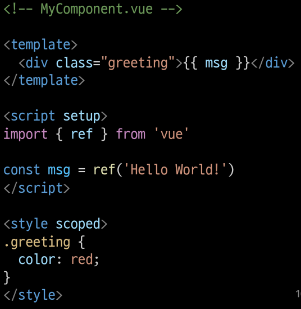 <!-- MyComponent.vue -->

<template>
  <div class="greeting">{{ msg }}</div>
</template>

<script setup>
import { ref } from 'vue'

const msg = ref('Hello World!')
</script>

<style scoped>
.greeting {
  color: red;
}
</style>
1